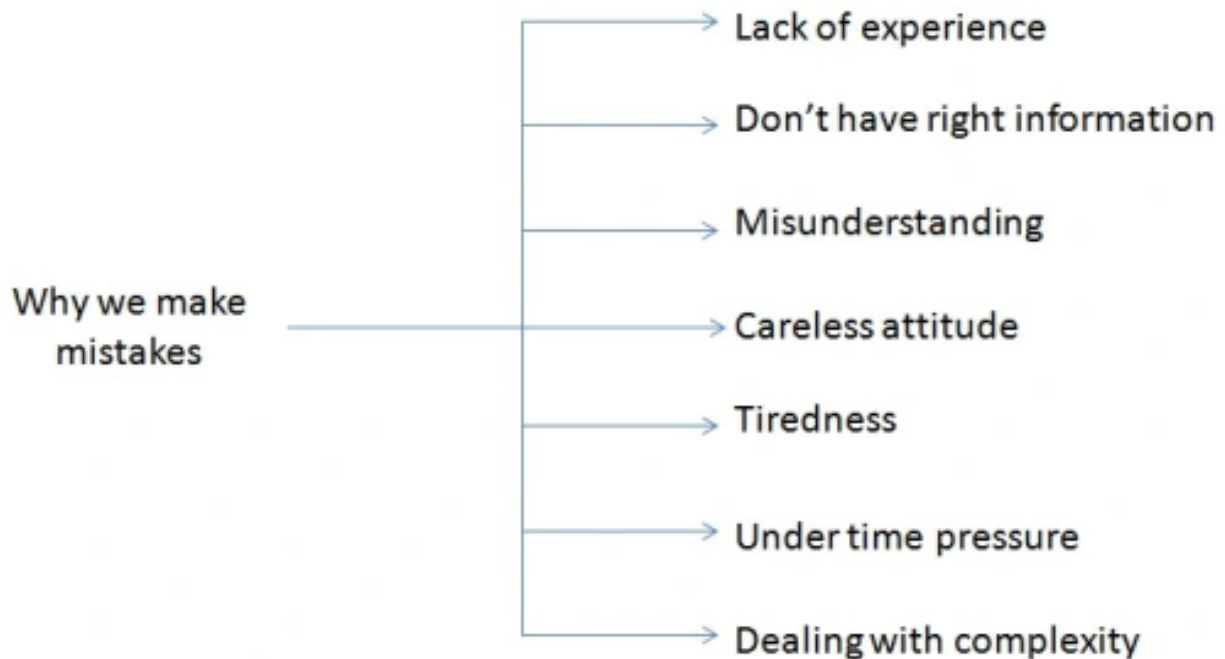 Why we make
mistakes
Lack of experience
Don't have right information
Misunderstanding
Careless attitude
Tiredness
Under time pressure
Dealing with complexity